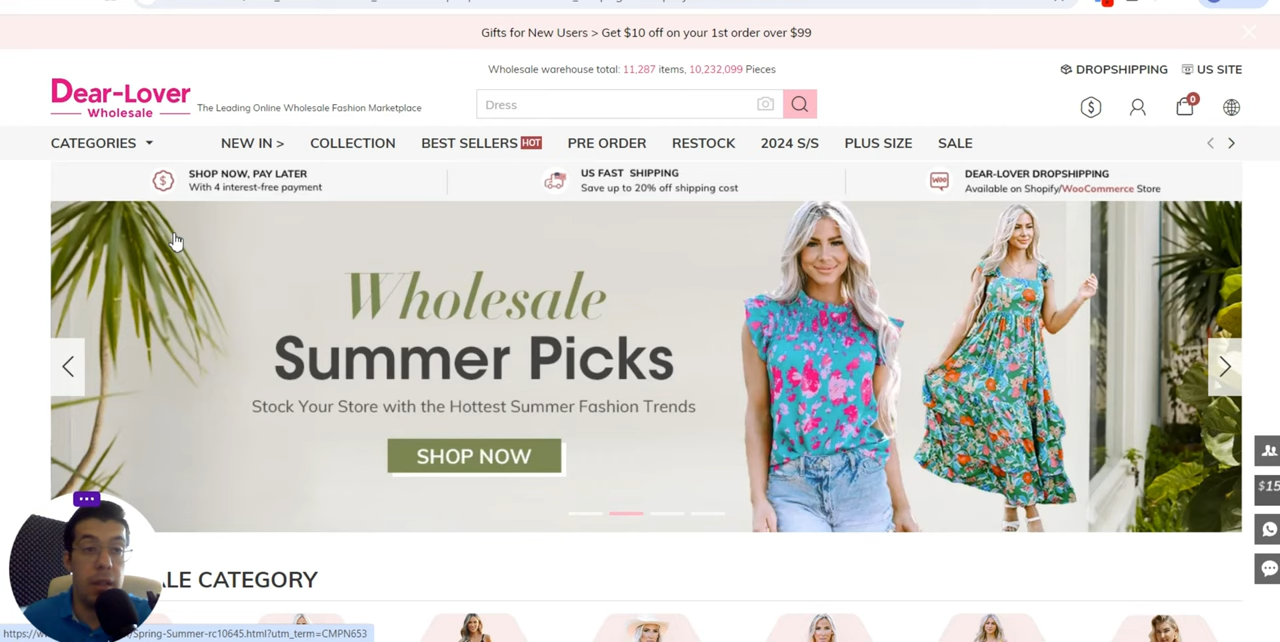 Gifts for New Users > Get $10 off on your 1st order over $99
Wholesale warehouse total: 11,287 items, 10,232,099 Pieces
DROPSHIPPING
US SITE
Dear-Lover
Wholesale
The Leading Online Wholesale Fashion Marketplace
Dress
0
CATEGORIES
NEW IN >
COLLECTION
BEST SELLERS HOT
PRE ORDER
RESTOCK
2024 S/S
PLUS SIZE
SALE
SHOP NOW, PAY LATER
With 4 interest-free payment
US FAST SHIPPING
Save up to 20% off shipping cost
WOO
DEAR-LOVER DROPSHIPPING
Available on Shopify/WooCommerce Store
Wholesale
Summer Picks
Stock Your Store with the Hottest Summer Fashion Trends
SHOP NOW
$15
CATEGORY
/Spring-Summer-rc10645.html?utm_term=CMPN653